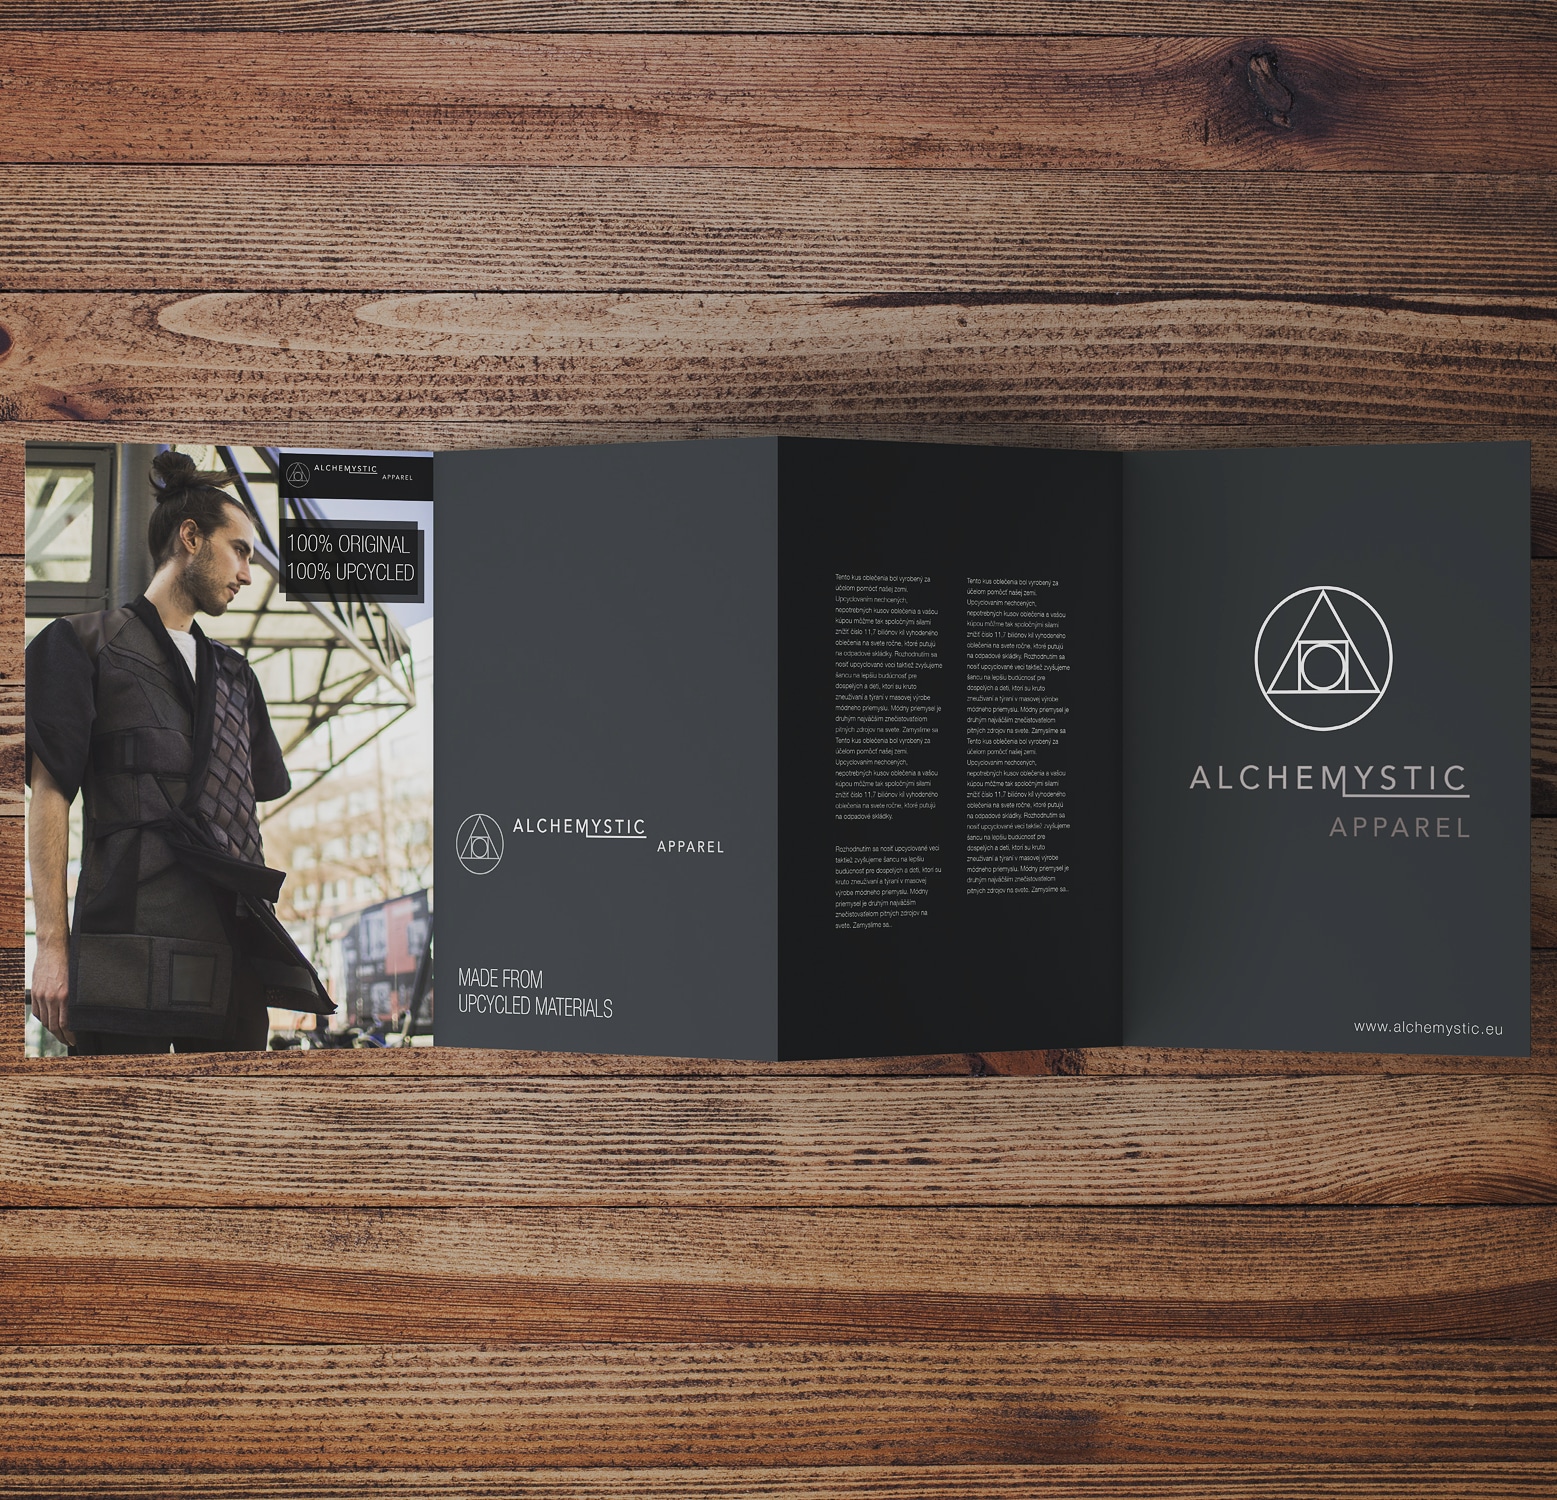 ALCHEMYSTIC
APPAREL
100% ORIGINAL
100% UPCYCLED
ALCHEMYSTIC
APPAREL
MADE FROM
UPCYCLED MATERIALS
Tento kus oblečenia bol vyrobený za
účelom pomôcť našej zemi.
Upcyclovaním nechcených,
nepotrebných kusov oblečenia a vašou
kúpou môžme tak spoločnými silami
znížiť číslo 11,7 biliónov kíl vyhodeného
oblečenia na svete ročne, ktoré putujú
na odpadové skládky. Rozhodnutím sa
nosiť upcyclované veci taktiež zvyšujeme
šancu na lepšiu budúcnosť pre
dospelých a deti, ktorí sú kruto
zneužívaní a týraní v masovej výrobe
módneho priemyslu. Módny priemysel je
druhým najväčším znečisťovateľom
pitných zdrojov na svete. Zamyslime sa
Tento kus oblečenia bol vyrobený za
účelom pomôcť našej zemi.
Upcyclovaním nechcených,
nepotrebných kusov oblečenia a vašou
kúpou môžme tak spoločnými silami
znížiť číslo 11,7 biliónov kíl vyhodeného
oblečenia na svete ročne, ktoré putujú
na odpadové skládky.
Rozhodnutím sa nosiť upcyclované veci
taktiež zvyšujeme šancu na lepšiu
budúcnosť pre dospelých a deti, ktorí sú
kruto zneužívaní a týraní v masovej
výrobe módneho priemyslu. Módny
priemysel je druhým najväčším
znečisťovateľom pitných zdrojov na
svete. Zamyslime sa..
Tento kus oblečenia bol vyrobený za
účelom pomôcť našej zemi.
Upcyclovaním nechcených,
nepotrebných kusov oblečenia a vašou
kúpou môžme tak spoločnými silami
znížiť číslo 11,7 biliónov kíl vyhodeného
oblečenia na svete ročne, ktoré putujú
na odpadové skládky. Rozhodnutím sa
nosiť upcyclované veci taktiež zvyšujeme
šancu na lepšiu budúcnosť pre
dospelých a deti, ktorí sú kruto
zneužívaní a týraní v masovej výrobe
módneho priemyslu. Módny priemysel je
druhým najväčším znečisťovateľom
pitných zdrojov na svete. Zamyslime sa
Tento kus oblečenia bol vyrobený za
účelom pomôcť našej zemi.
Upcyclovaním nechcených,
nepotrebných kusov oblečenia a vašou
kúpou môžme tak spoločnými silami
znížiť číslo 11,7 biliónov kíl vyhodeného
oblečenia na svete ročne, ktoré putujú
na odpadové skládky. Rozhodnutím sa
nosiť upcyclované veci taktiež zvyšujeme
šancu na lepšiu budúcnosť pre
dospelých a deti, ktorí sú kruto
zneužívaní a týraní v masovej výrobe
módneho priemyslu. Módny priemysel je
druhým najväčším znečisťovateľom
pitných zdrojov na svete. Zamyslime sa..
ALCHEMYSTIC
APPAREL
www.alchemystic.eu